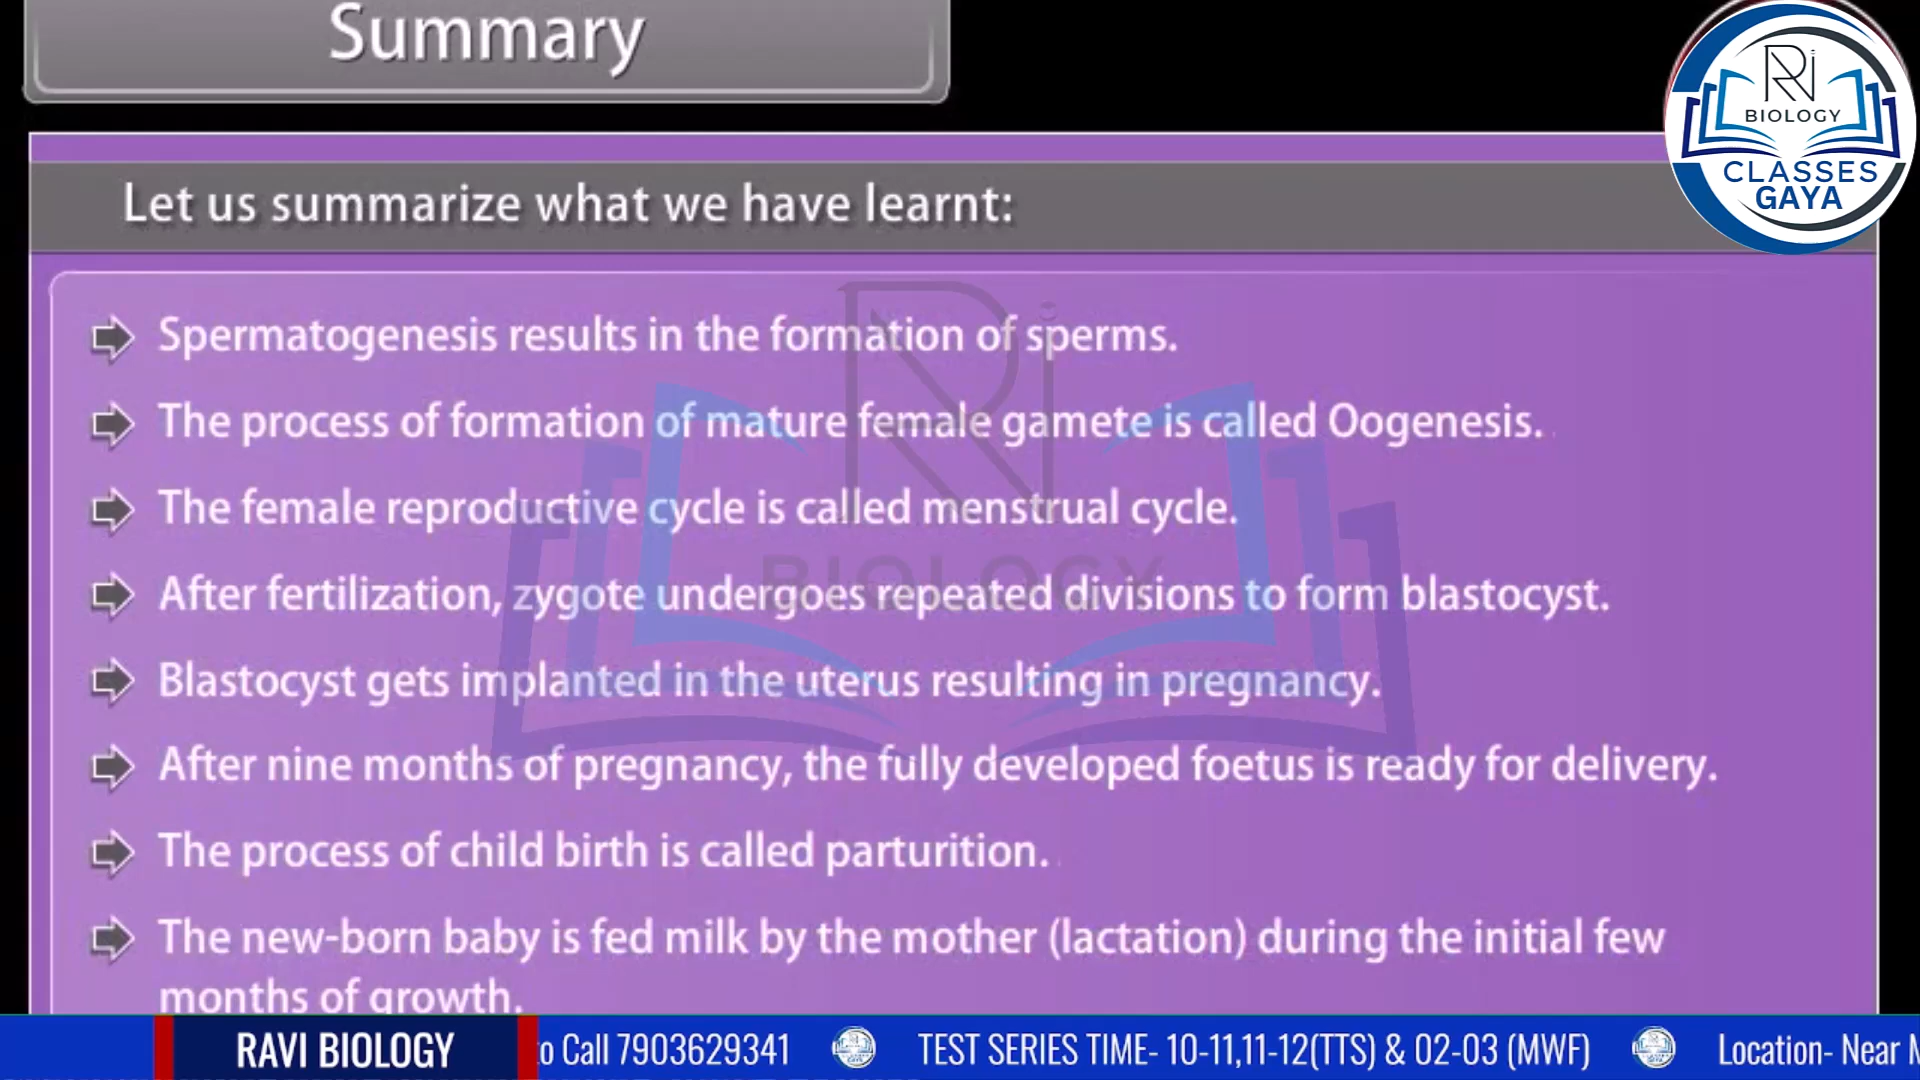 Summary
Ri
BIOLOGY
CLASSES
GAYA
Let us summarize what we have learnt:
Spermatogenesis results in the formation of sperms.
The process of formation of mature female gamete is called Oogenesis.
The female reproductive cycle is called menstrual cycle.
After fertilization, zygote undergoes repeated divisions to form blastocyst.
Blastocyst gets implanted in the uterus resulting in pregnancy.
After nine months of pregnancy, the fully developed foetus is ready for delivery.
The process of child birth is called parturition.
The new-born baby is fed milk by the mother (lactation) during the initial few
months of growth.
Ri
BIOLOGY
RAVI BIOLOGY
o Call 7903629341 TEST SERIES TIME- 10-11,11-12(TTS) & 02-03 (MWF) Location- Near